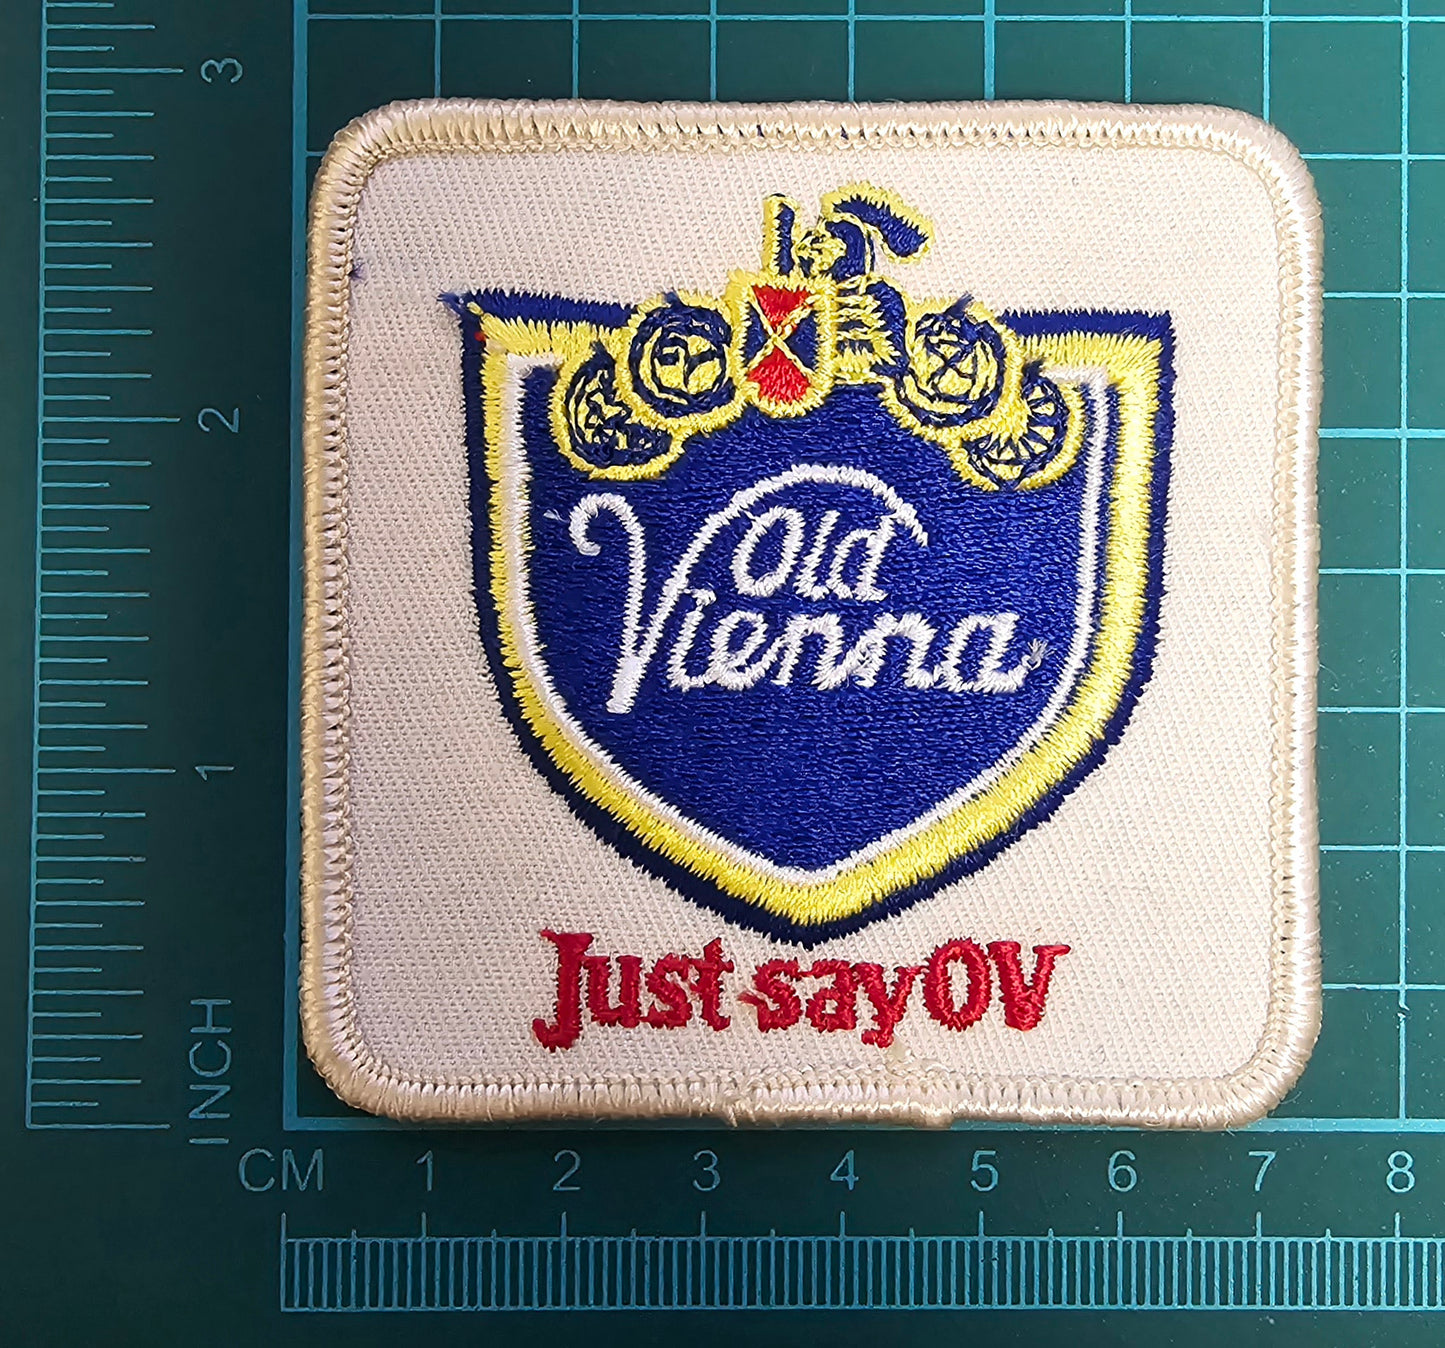 3
2
1
INCH
Old
Vienna
Just say OV
CM 1 2 3 4 5 6 7 8